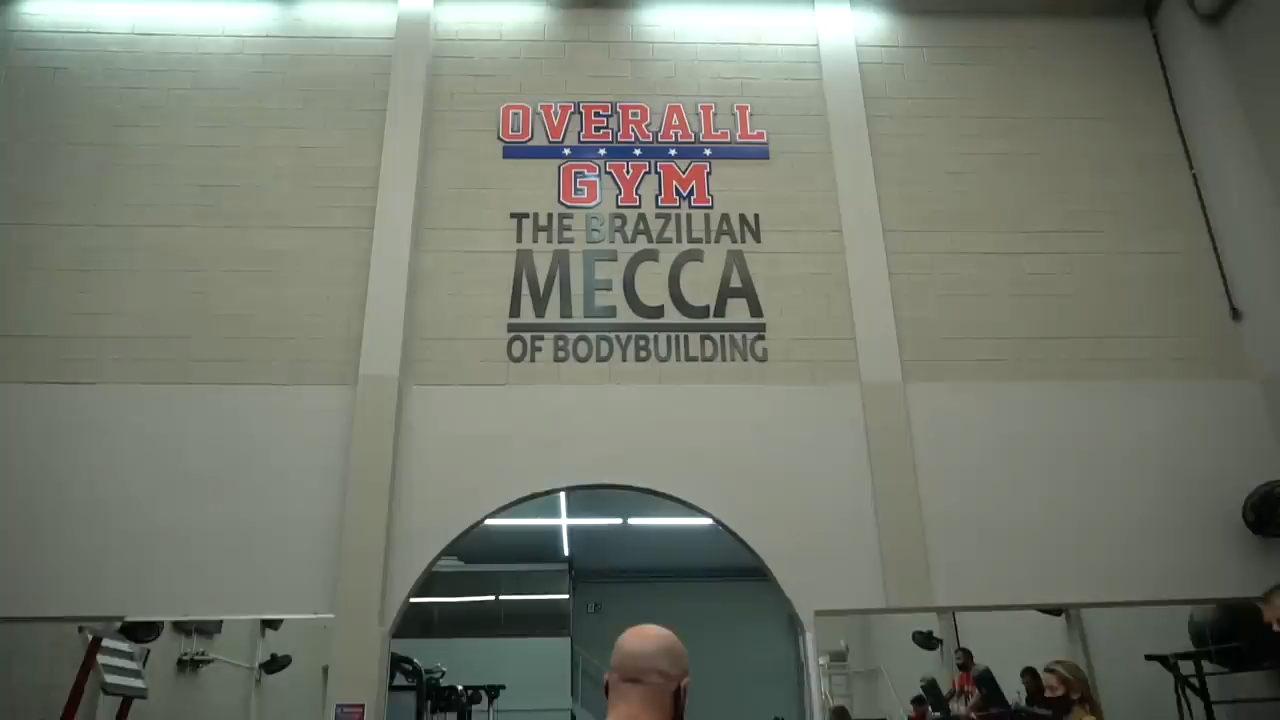 OVERALL
GYM
THE BRAZILIAN
MECCA
OF BODYBUILDING